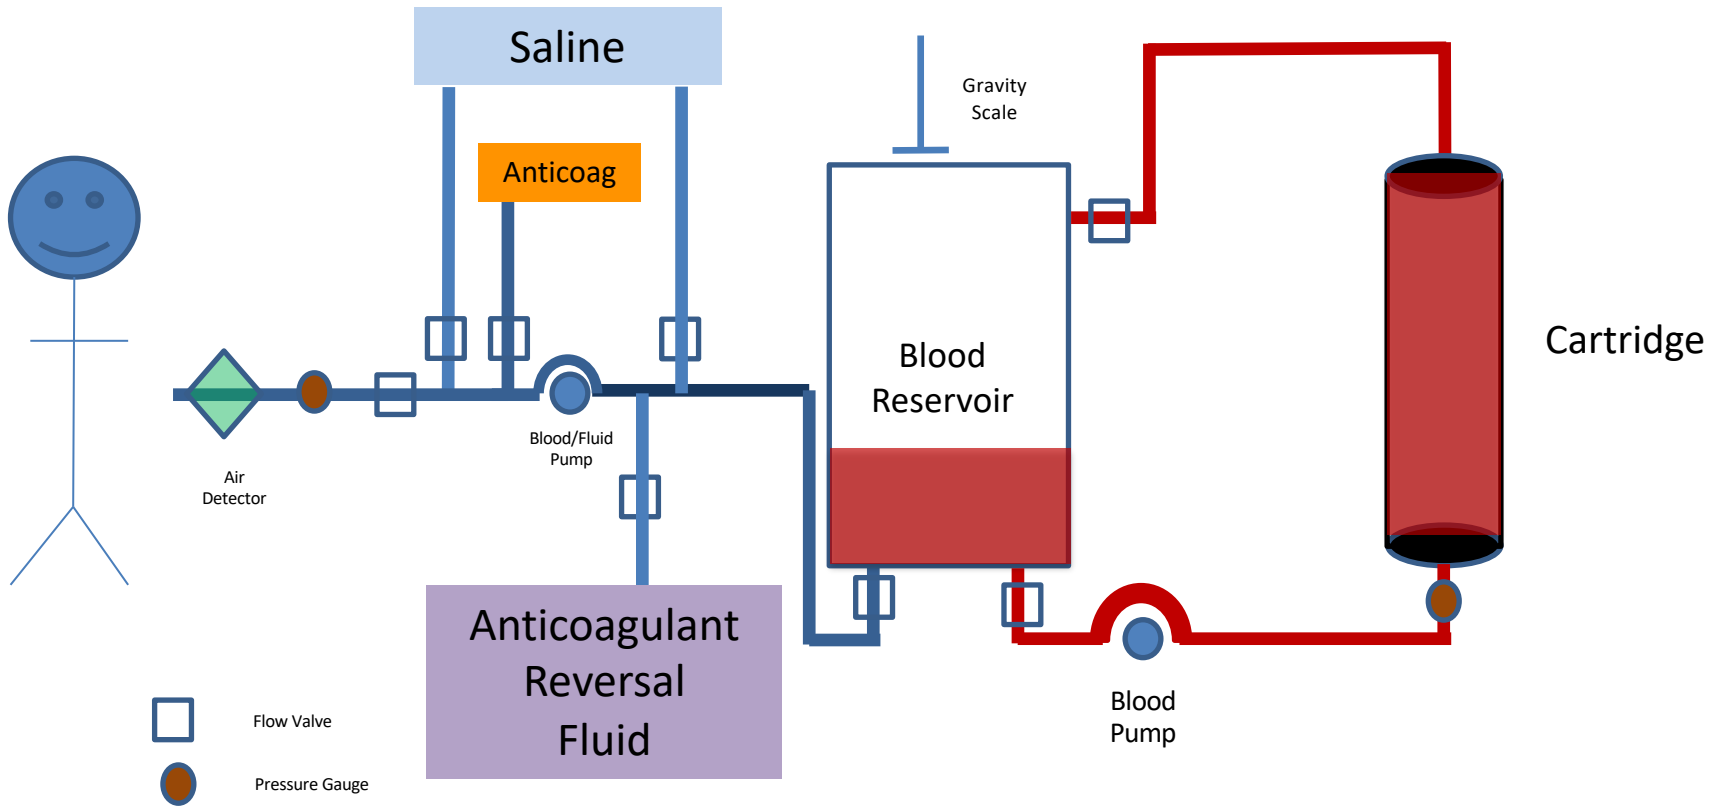 Saline
Gravity
Scale
Anticoag
Blood
Reservoir
Cartridge
Blood/Fluid
Pump
Air
Detector
Anticoagulant
Reversal
Fluid
Blood
Pump
Flow Valve
Pressure Gauge